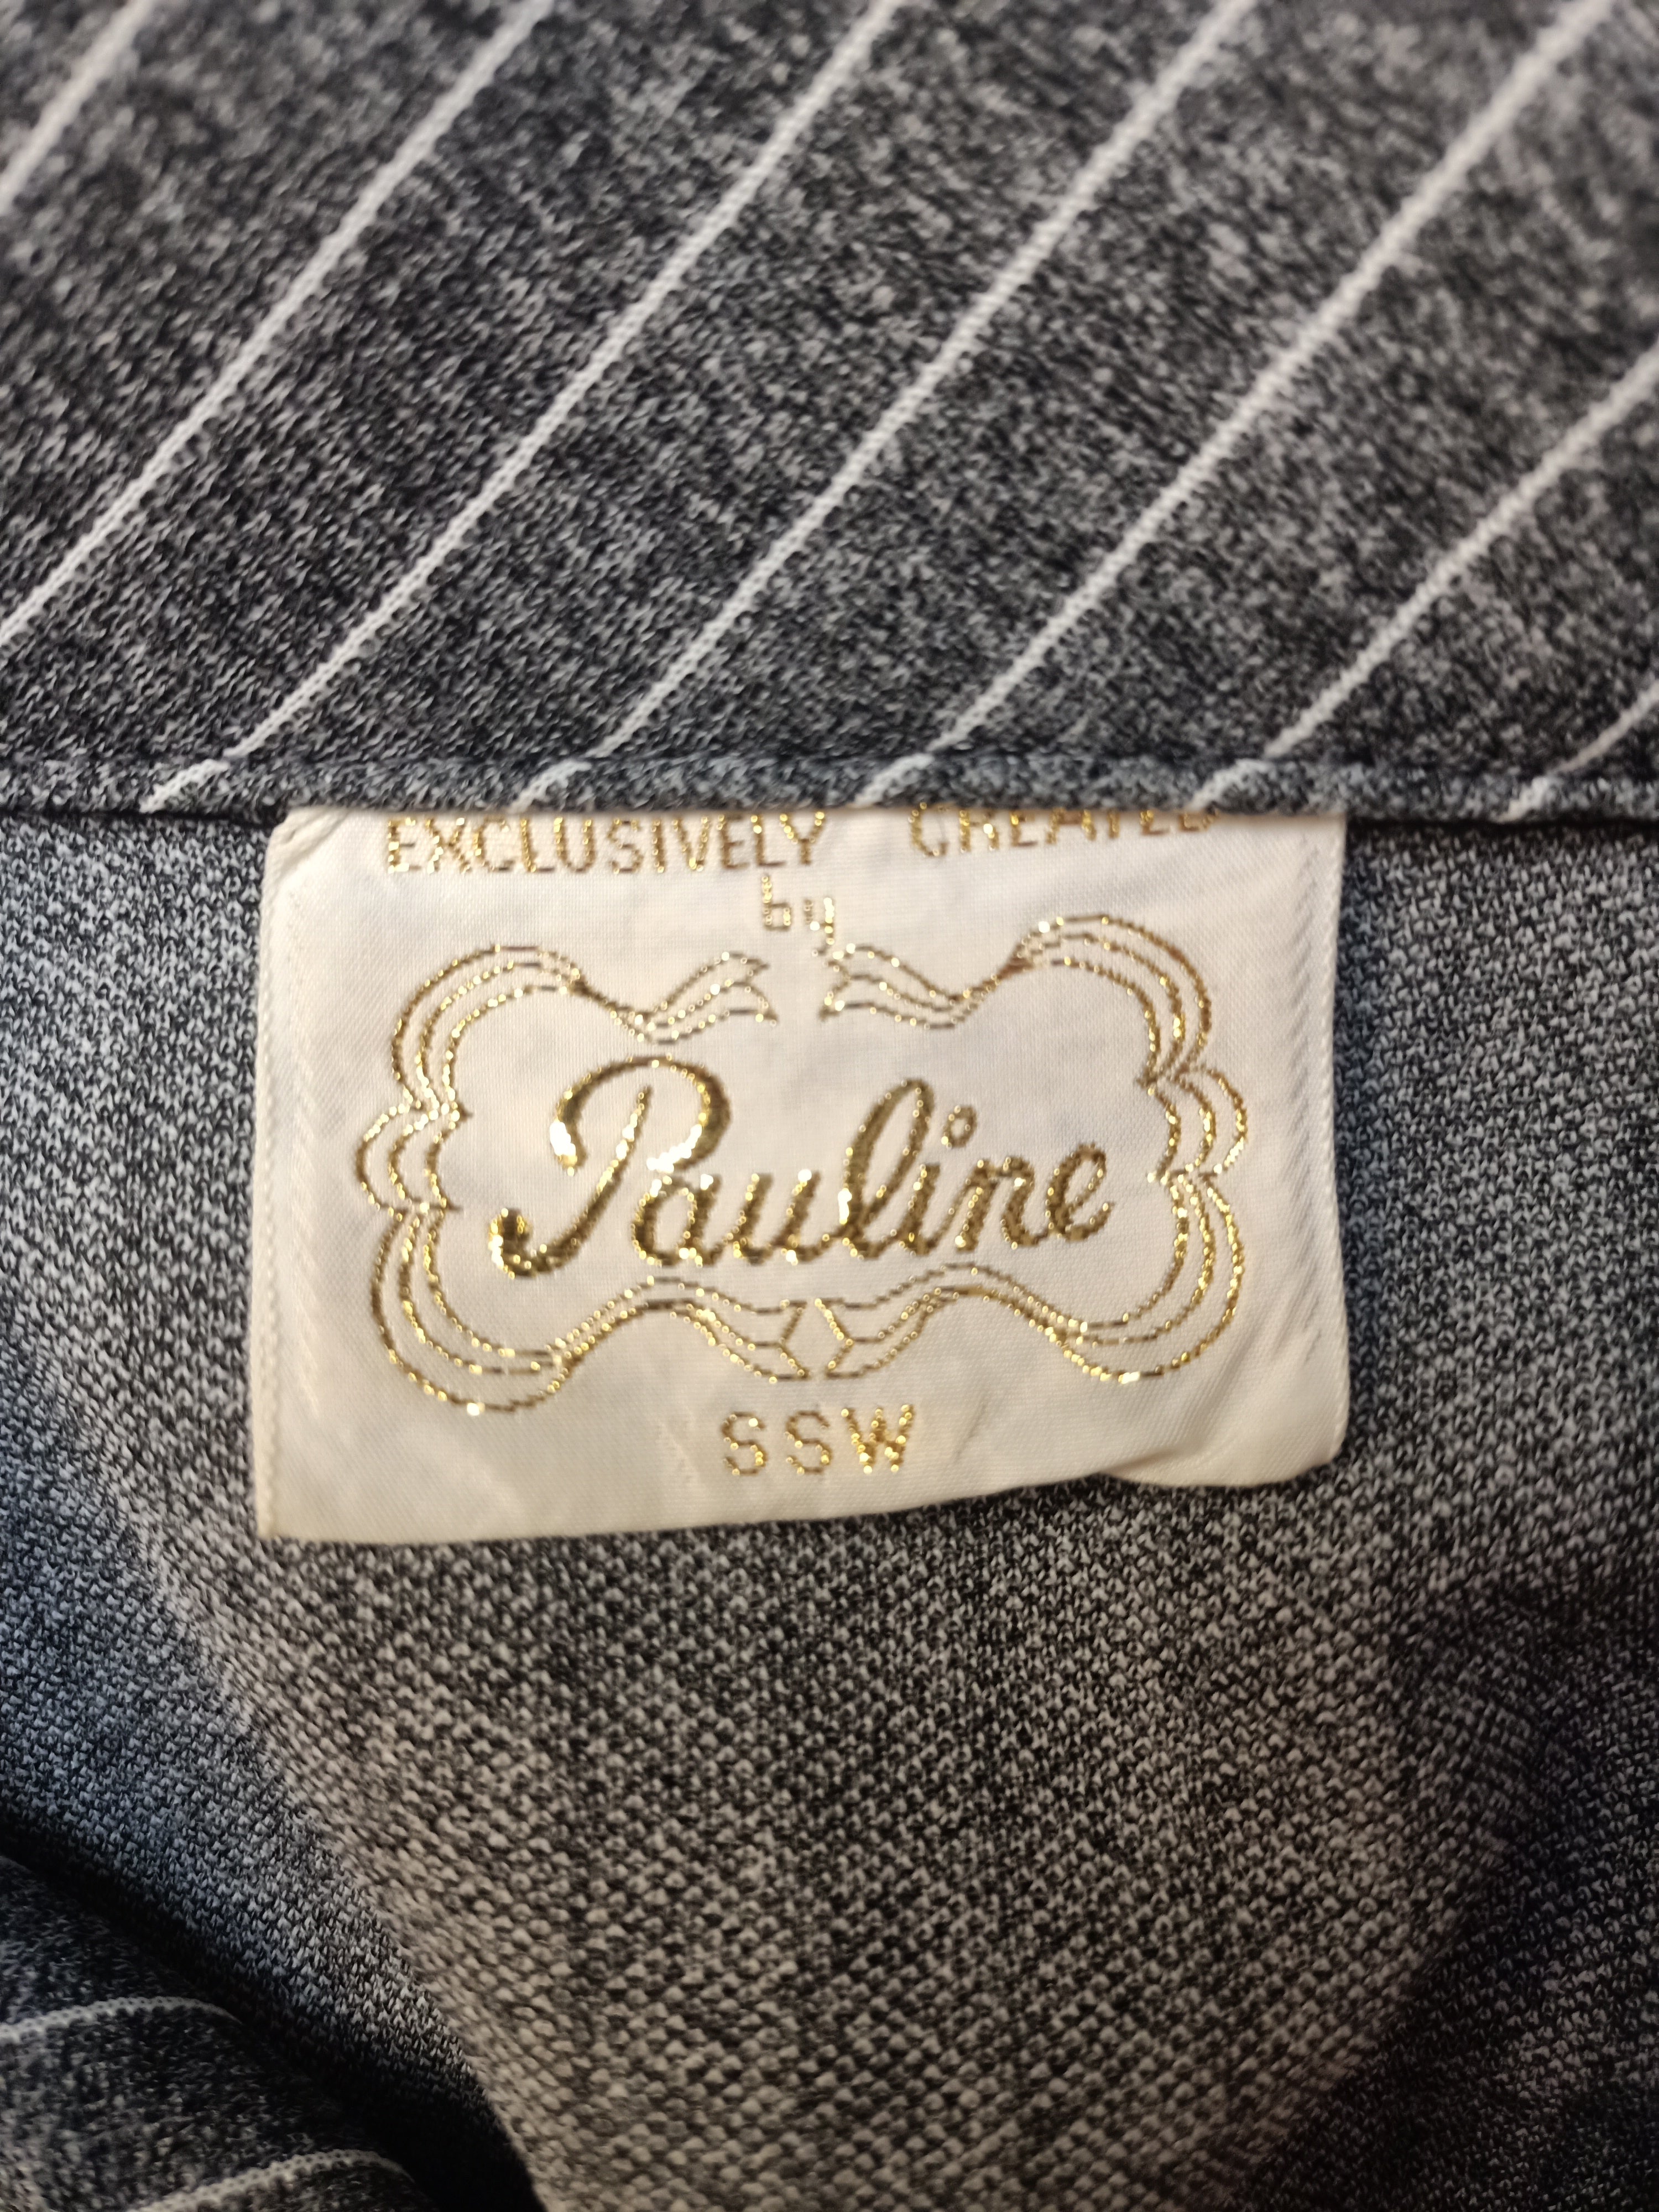 EXCLUSIVELY CREATED
by
Pauline
SSW